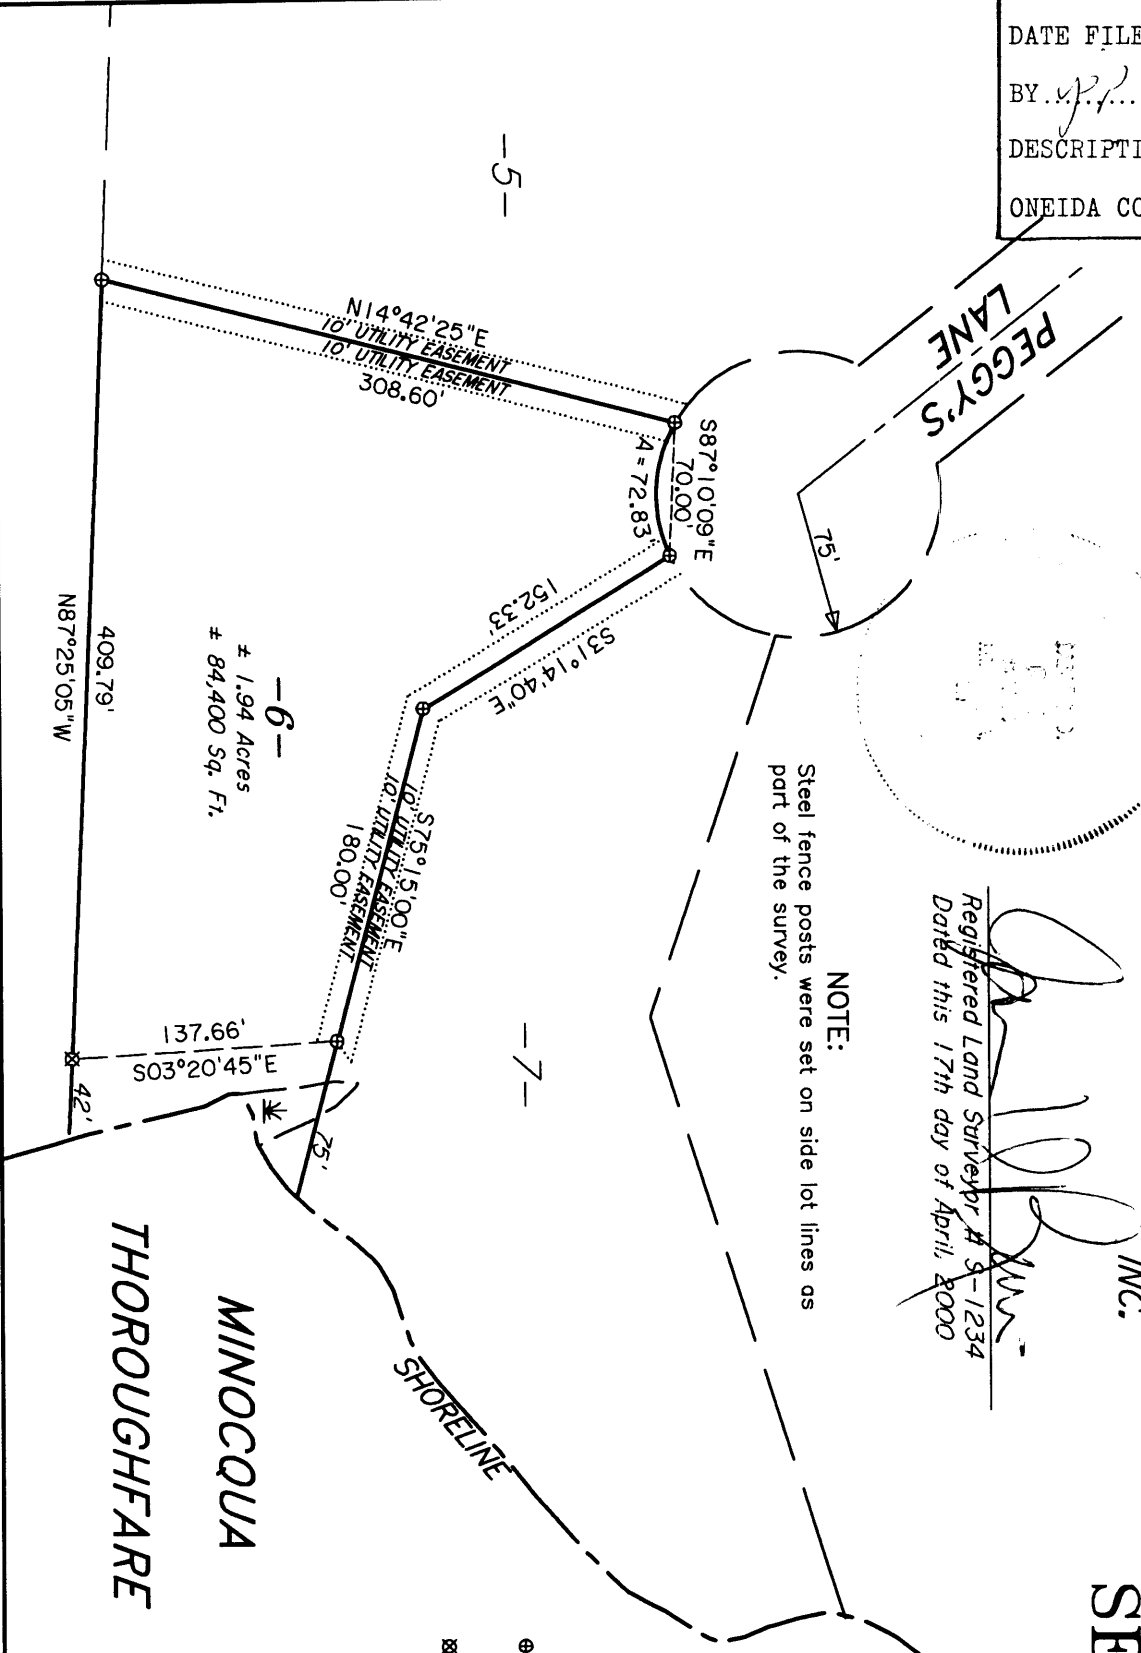 DATE FILE
BY
DESCRIPTI
ONEIDA CO
PEGGY'S
LANE
-5-
N14°42'25"E
10' UTILITY EASEMENT
10' UTILITY EASEMENT
308.60'
S87°10'09"E
70.00'
A = 72.83'
75'
152.33'
S31°14'40"E
S75°15'00"E
10' UTILITY EASEMENT
10' UTILITY EASEMENT
180.00'
-6-
± 1.94 Acres
± 84,400 Sq. Ft.
409.79'
N87°25'05"W
137.66'
S03°20'45"E
42'
75'
-7-
NOTE:
Steel fence posts were set on side lot lines as
part of the survey.
INC.
Registered Land Surveyor # S-1234
Dated this 17th day of April, 2000
SHORELINE
MINOCQUA
THOROUGHFARE
SE